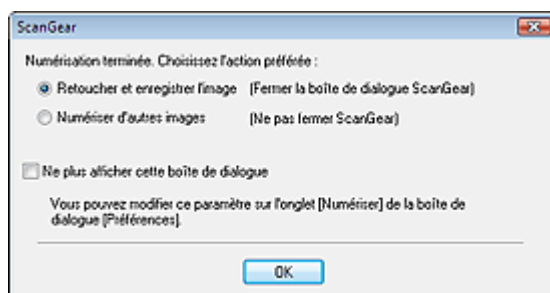 ScanGear
Numérisation terminée. Choisissez l'action préférée :
Retoucher et enregistrer l'image (Fermer la boîte de dialogue ScanGear)
Numériser d'autres images (Ne pas fermer ScanGear)
Ne plus afficher cette boîte de dialogue
Vous pouvez modifier ce paramètre sur l'onglet [Numériser] de la boîte de
dialogue [Préférences].
OK